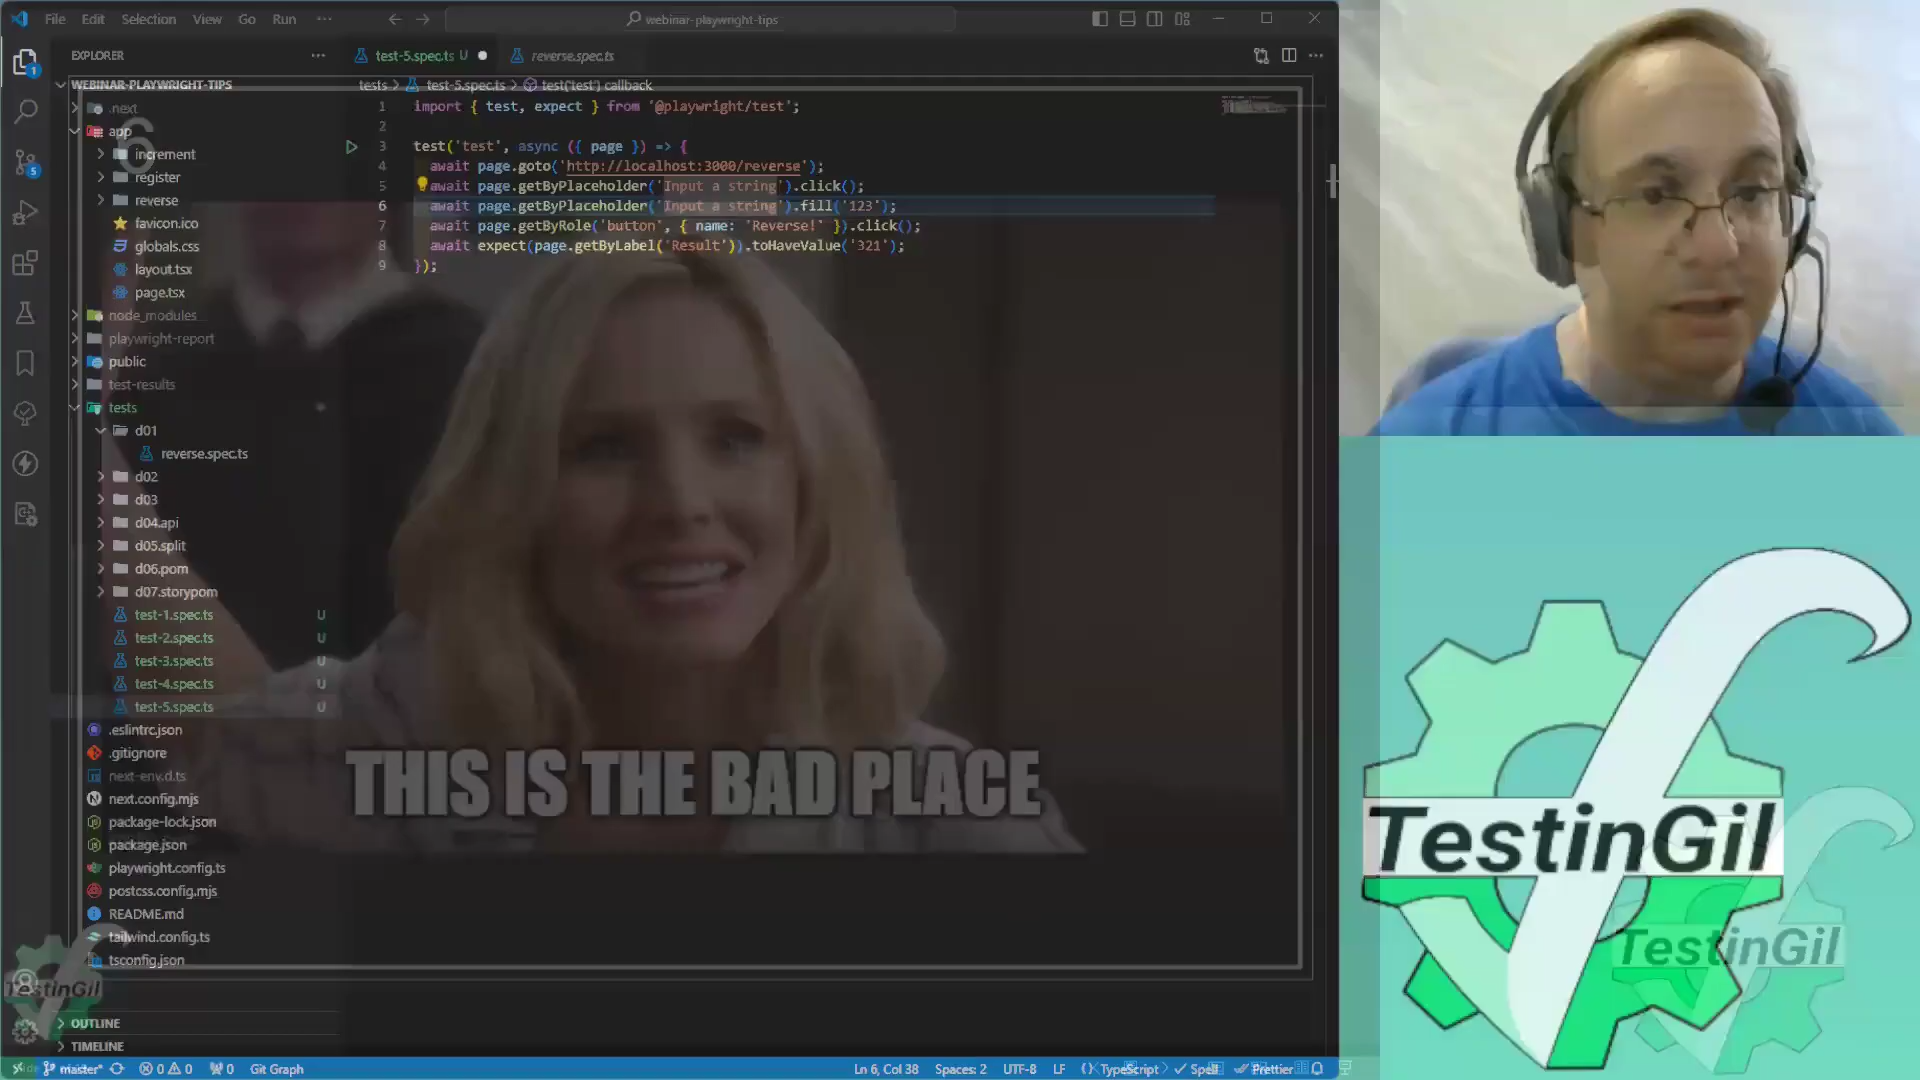 File Edit Selection View Go Run ···
webinar-playwright-tips
EXPLORER ···
test-5.spec.ts U
reverse.spec.ts
WEBINAR-PLAYWRIGHT-TIPS
.next
app
6
increment
register
reverse
favicon.ico
globals.css
layout.tsx
page.tsx
node_modules
playwright-report
public
test-results
tests
d01
reverse.spec.ts
d02
d03
d04.api
d05.split
d06.pom
d07.storypom
test-1.spec.ts U
test-2.spec.ts U
test-3.spec.ts U
test-4.spec.ts U
test-5.spec.ts U
.eslintrc.json
.gitignore
next-env.d.ts
next.config.mjs
package-lock.json
package.json
playwright.config.ts
postcss.config.mjs
README.md
tailwind.config.ts
tsconfig.json
OUTLINE
TIMELINE
1
5
tests > test-5.spec.ts > test('test') callback
1 import { test, expect } from '@playwright/test';
2
3 test('test', async ({ page }) => {
4 await page.goto('http://localhost:3000/reverse');
5 await page.getByPlaceholder('Input a string').click();
6 await page.getByPlaceholder('Input a string').fill('123');
7 await page.getByRole('button', { name: 'Reverse!' }).click();
8 await expect(page.getByLabel('Result')).toHaveValue('321');
9 });
THIS IS THE BAD PLACE
TestinGil
TestinGil
TestinGil
master* 0 0 0 Git Graph
Ln 6, Col 38 Spaces: 2 UTF-8 LF TypeScript Spell Prettier